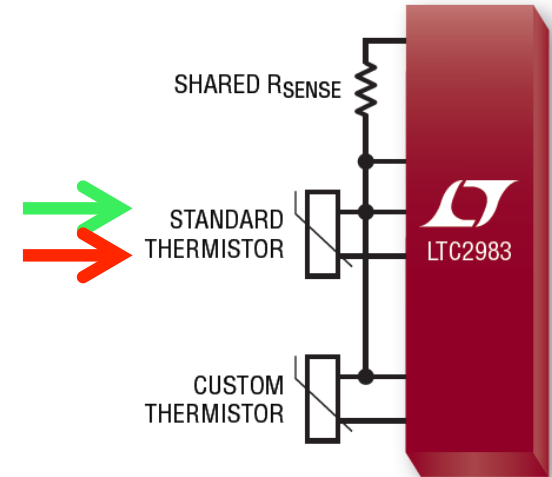 SHARED RSENSE
STANDARD
THERMISTOR
LTC2983
CUSTOM
THERMISTOR